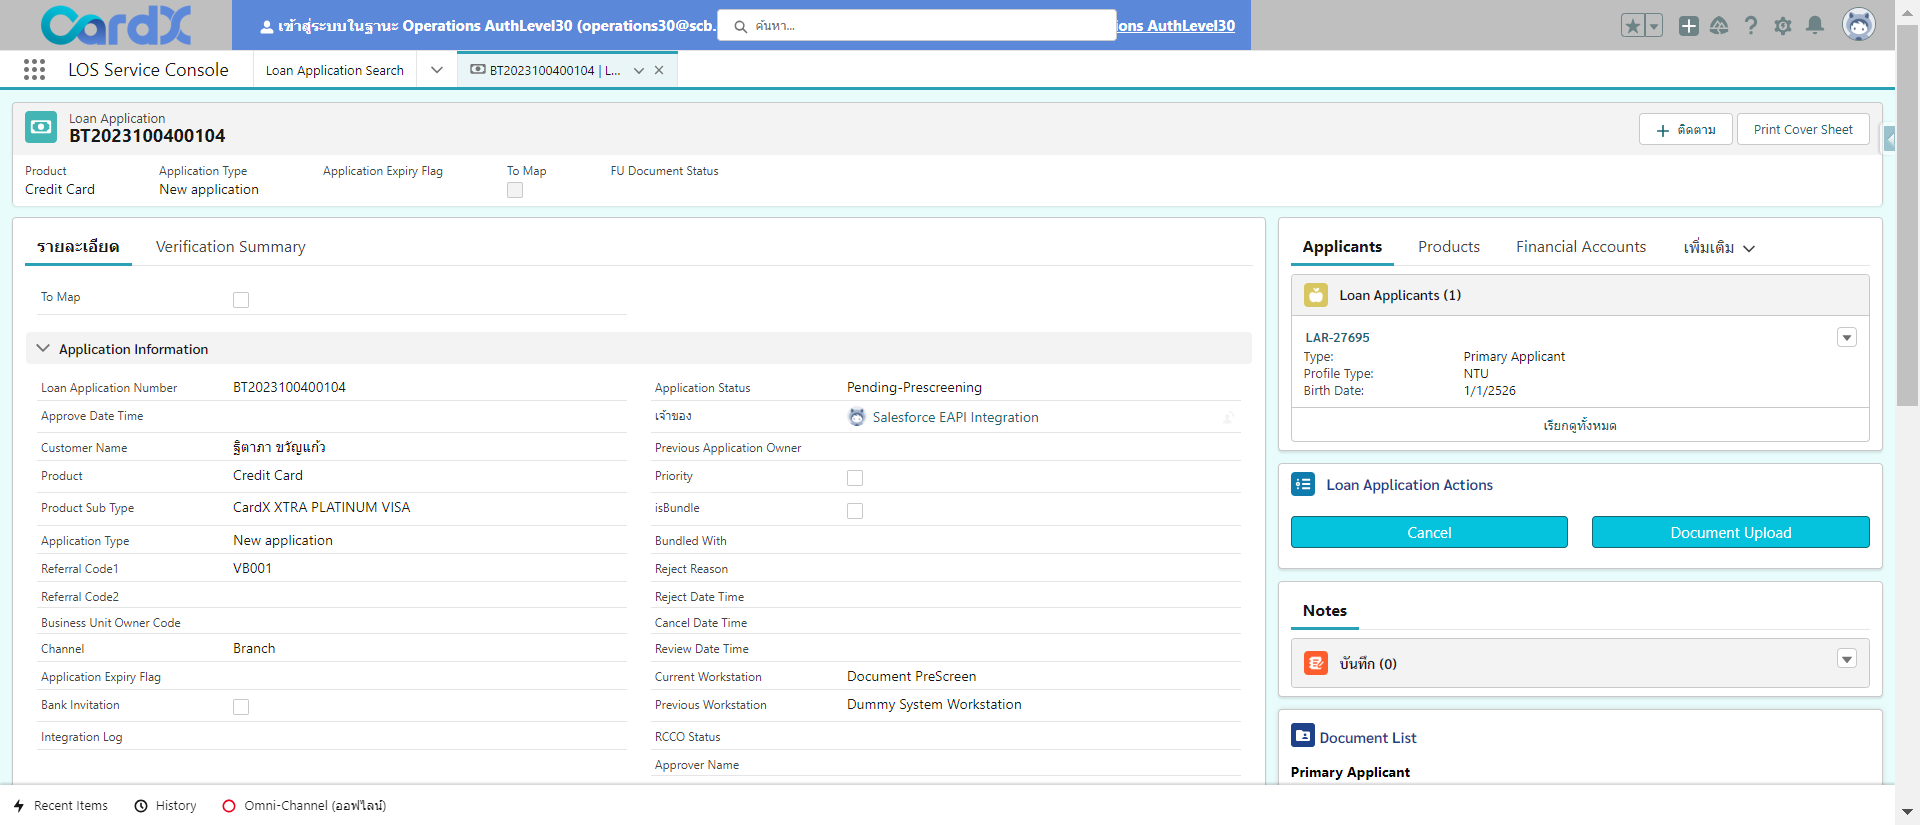 CardX
เข้าสู่ระบบในฐานะ Operations AuthLevel30 (operations30@scb.
ค้นหา...
ons AuthLevel30
LOS Service Console
Loan Application Search
BT2023100400104 | L...
Loan Application
BT2023100400104
ติดตาม
Print Cover Sheet
Product
Application Type
Application Expiry Flag
To Map
FU Document Status
Credit Card
New application
รายละเอียด
Verification Summary
To Map
Application Information
Loan Application Number
BT2023100400104
Application Status
Pending-Prescreening
Approve Date Time
เจ้าของ
Salesforce EAPI Integration
Customer Name
ฐิตาภา ขวัญแก้ว
Previous Application Owner
Product
Credit Card
Priority
Product Sub Type
CardX XTRA PLATINUM VISA
isBundle
Application Type
New application
Bundled With
Referral Code1
VB001
Reject Reason
Referral Code2
Reject Date Time
Business Unit Owner Code
Cancel Date Time
Channel
Branch
Review Date Time
Application Expiry Flag
Current Workstation
Document PreScreen
Bank Invitation
Previous Workstation
Dummy System Workstation
Integration Log
RCCO Status
Approver Name
Applicants
Products
Financial Accounts
เพิ่มเติม
Loan Applicants (1)
LAR-27695
Type:
Primary Applicant
Profile Type:
NTU
Birth Date:
1/1/2526
เรียกดูทั้งหมด
Loan Application Actions
Cancel
Document Upload
Notes
บันทึก (0)
Document List
Primary Applicant
Recent Items
History
Omni-Channel (ออฟไลน์)